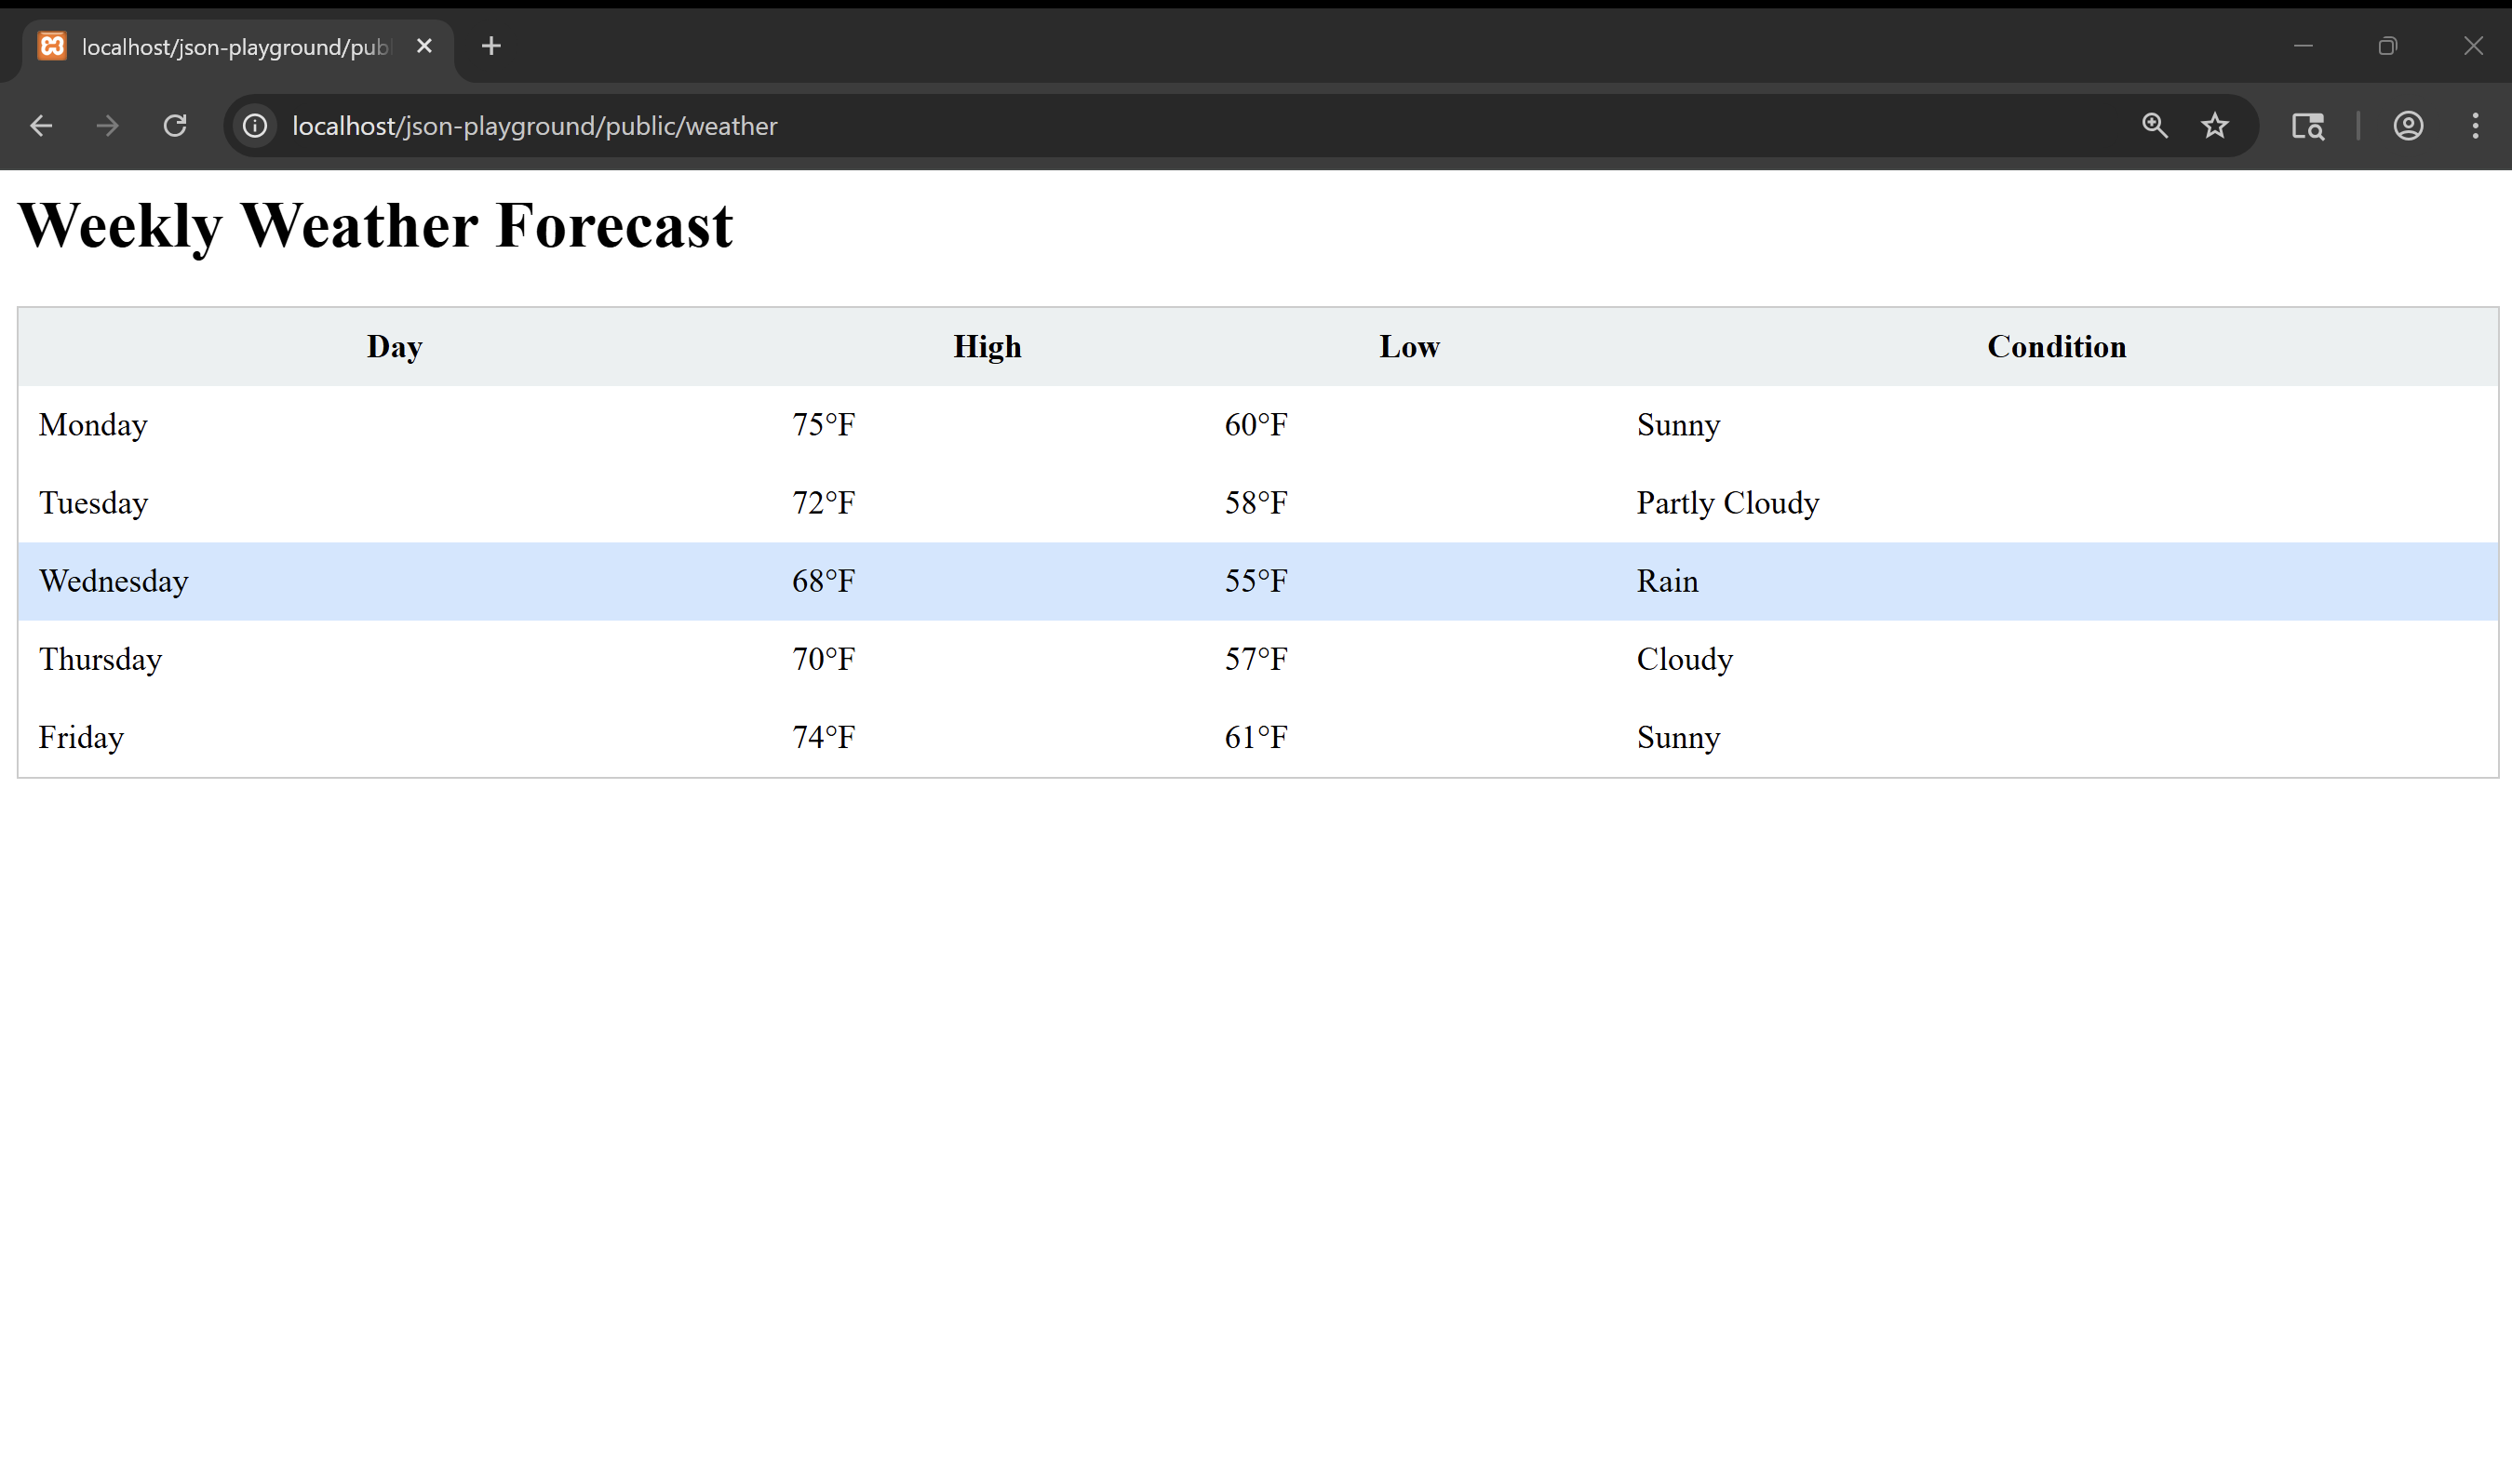 localhost/json-playground/publ
localhost/json-playground/public/weather
Weekly Weather Forecast
Day High Low Condition
Monday 75°F 60°F Sunny
Tuesday 72°F 58°F Partly Cloudy
Wednesday 68°F 55°F Rain
Thursday 70°F 57°F Cloudy
Friday 74°F 61°F Sunny